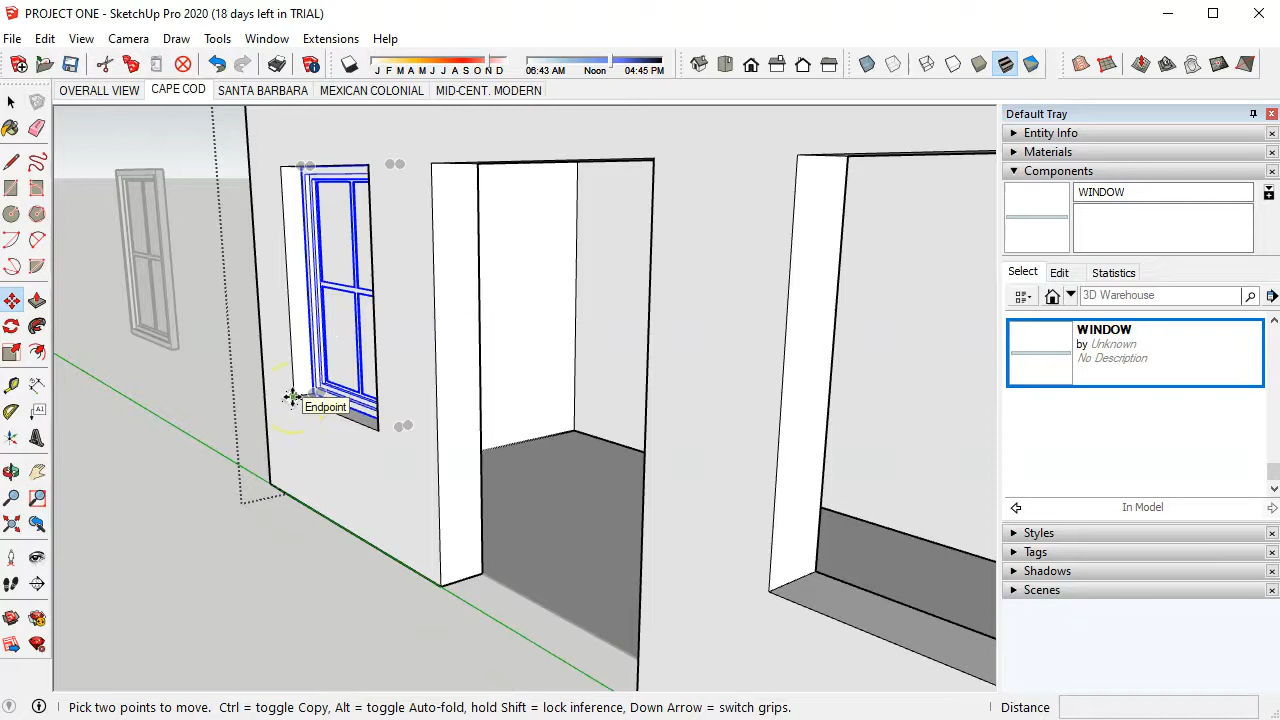 PROJECT ONE - SketchUp Pro 2020 (18 days left in TRIAL)
File Edit View Camera Draw Tools Window Extensions Help
J F M A M J J A S O N D
06:43 AM Noon 04:45 PM
OVERALL VIEW CAPE COD SANTA BARBARA MEXICAN COLONIAL MID-CENT. MODERN
Default Tray
Entity Info
Materials
Components
WINDOW
Select Edit Statistics
3D Warehouse
WINDOW
by Unknown
No Description
In Model
Styles
Tags
Shadows
Scenes
A1
Endpoint
Pick two points to move. Ctrl = toggle Copy, Alt = toggle Auto-fold, hold Shift = lock inference, Down Arrow = switch grips.
Distance